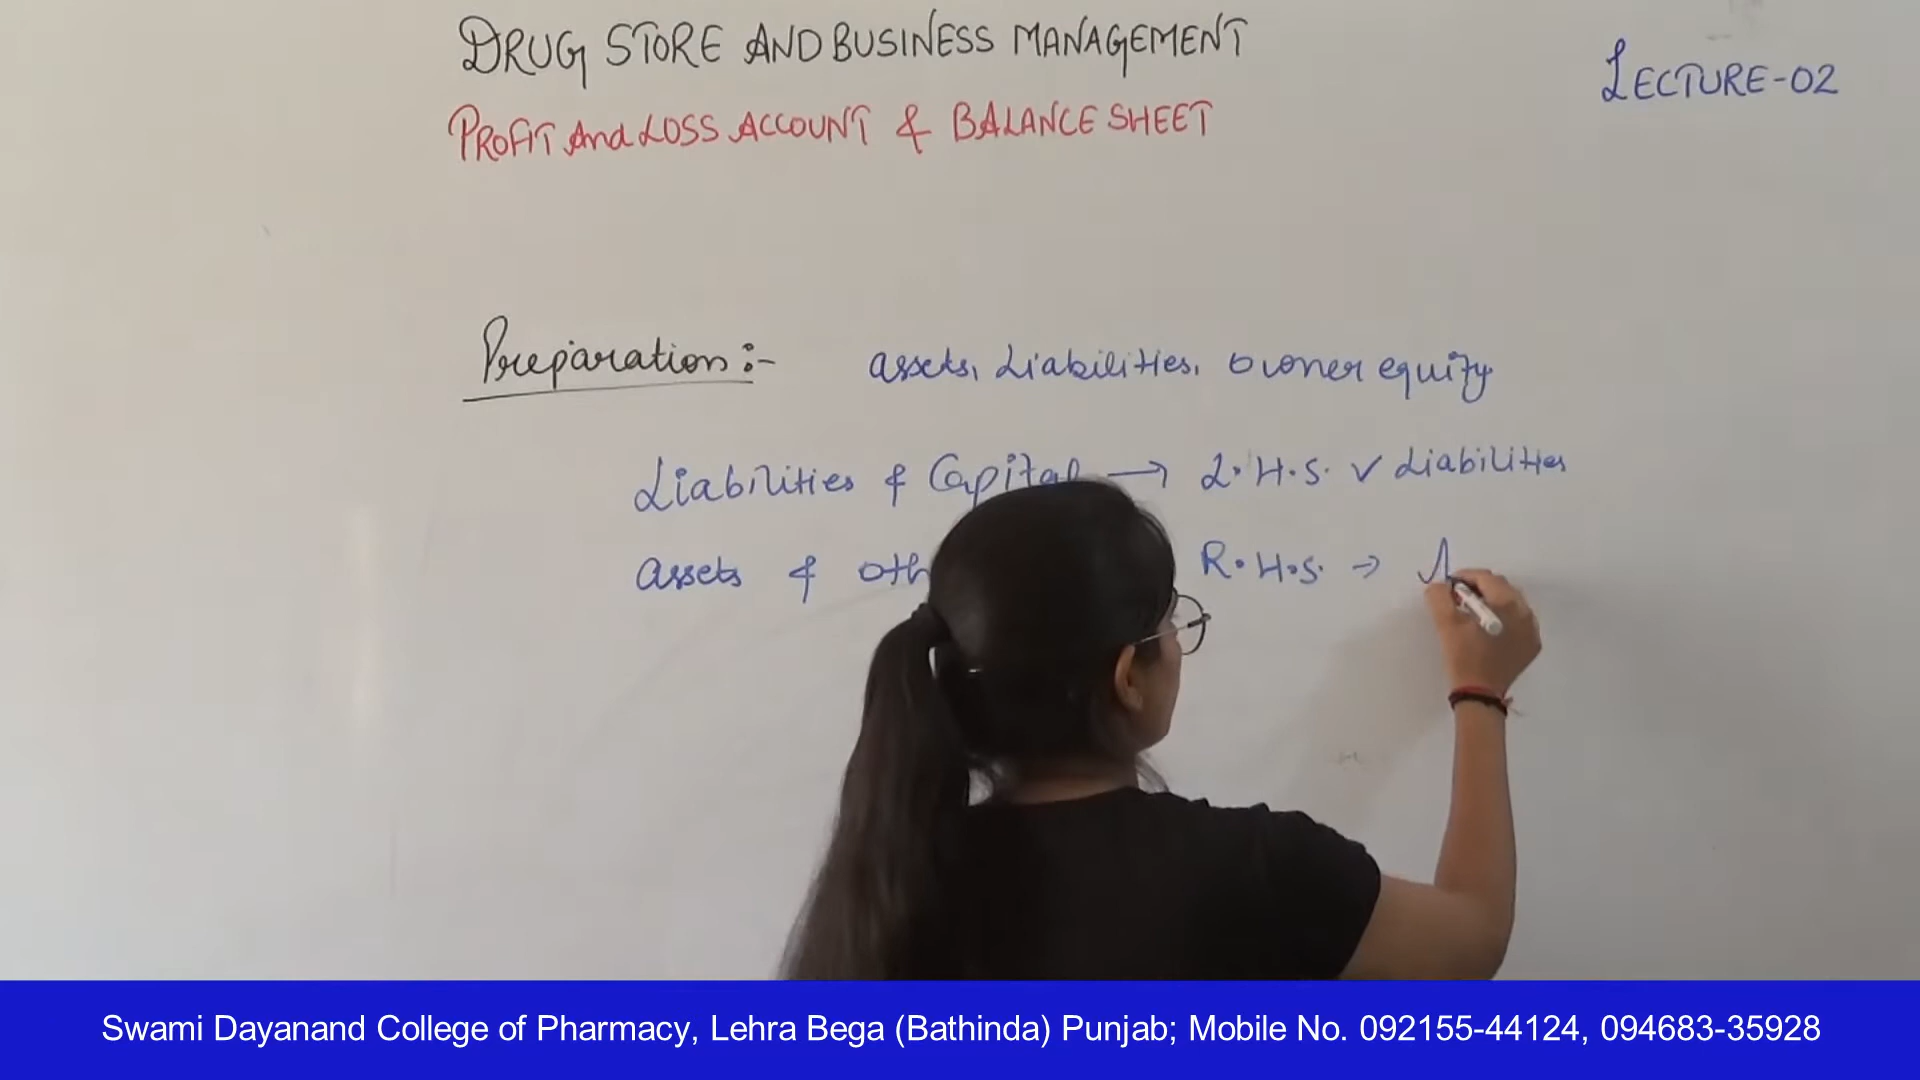 DRUG STORE AND BUSINESS MANAGEMENT
LECTURE-02
PROFIT And LOSS ACCOUNT & BALANCE SHEET
Preparation :- assets, Liabilities, owner equity
Liabilities & Capital → L.H.S. ✓ Liabilities
assets & oth R.H.S. → A
Swami Dayanand College of Pharmacy, Lehra Bega (Bathinda) Punjab; Mobile No. 092155-44124, 094683-35928